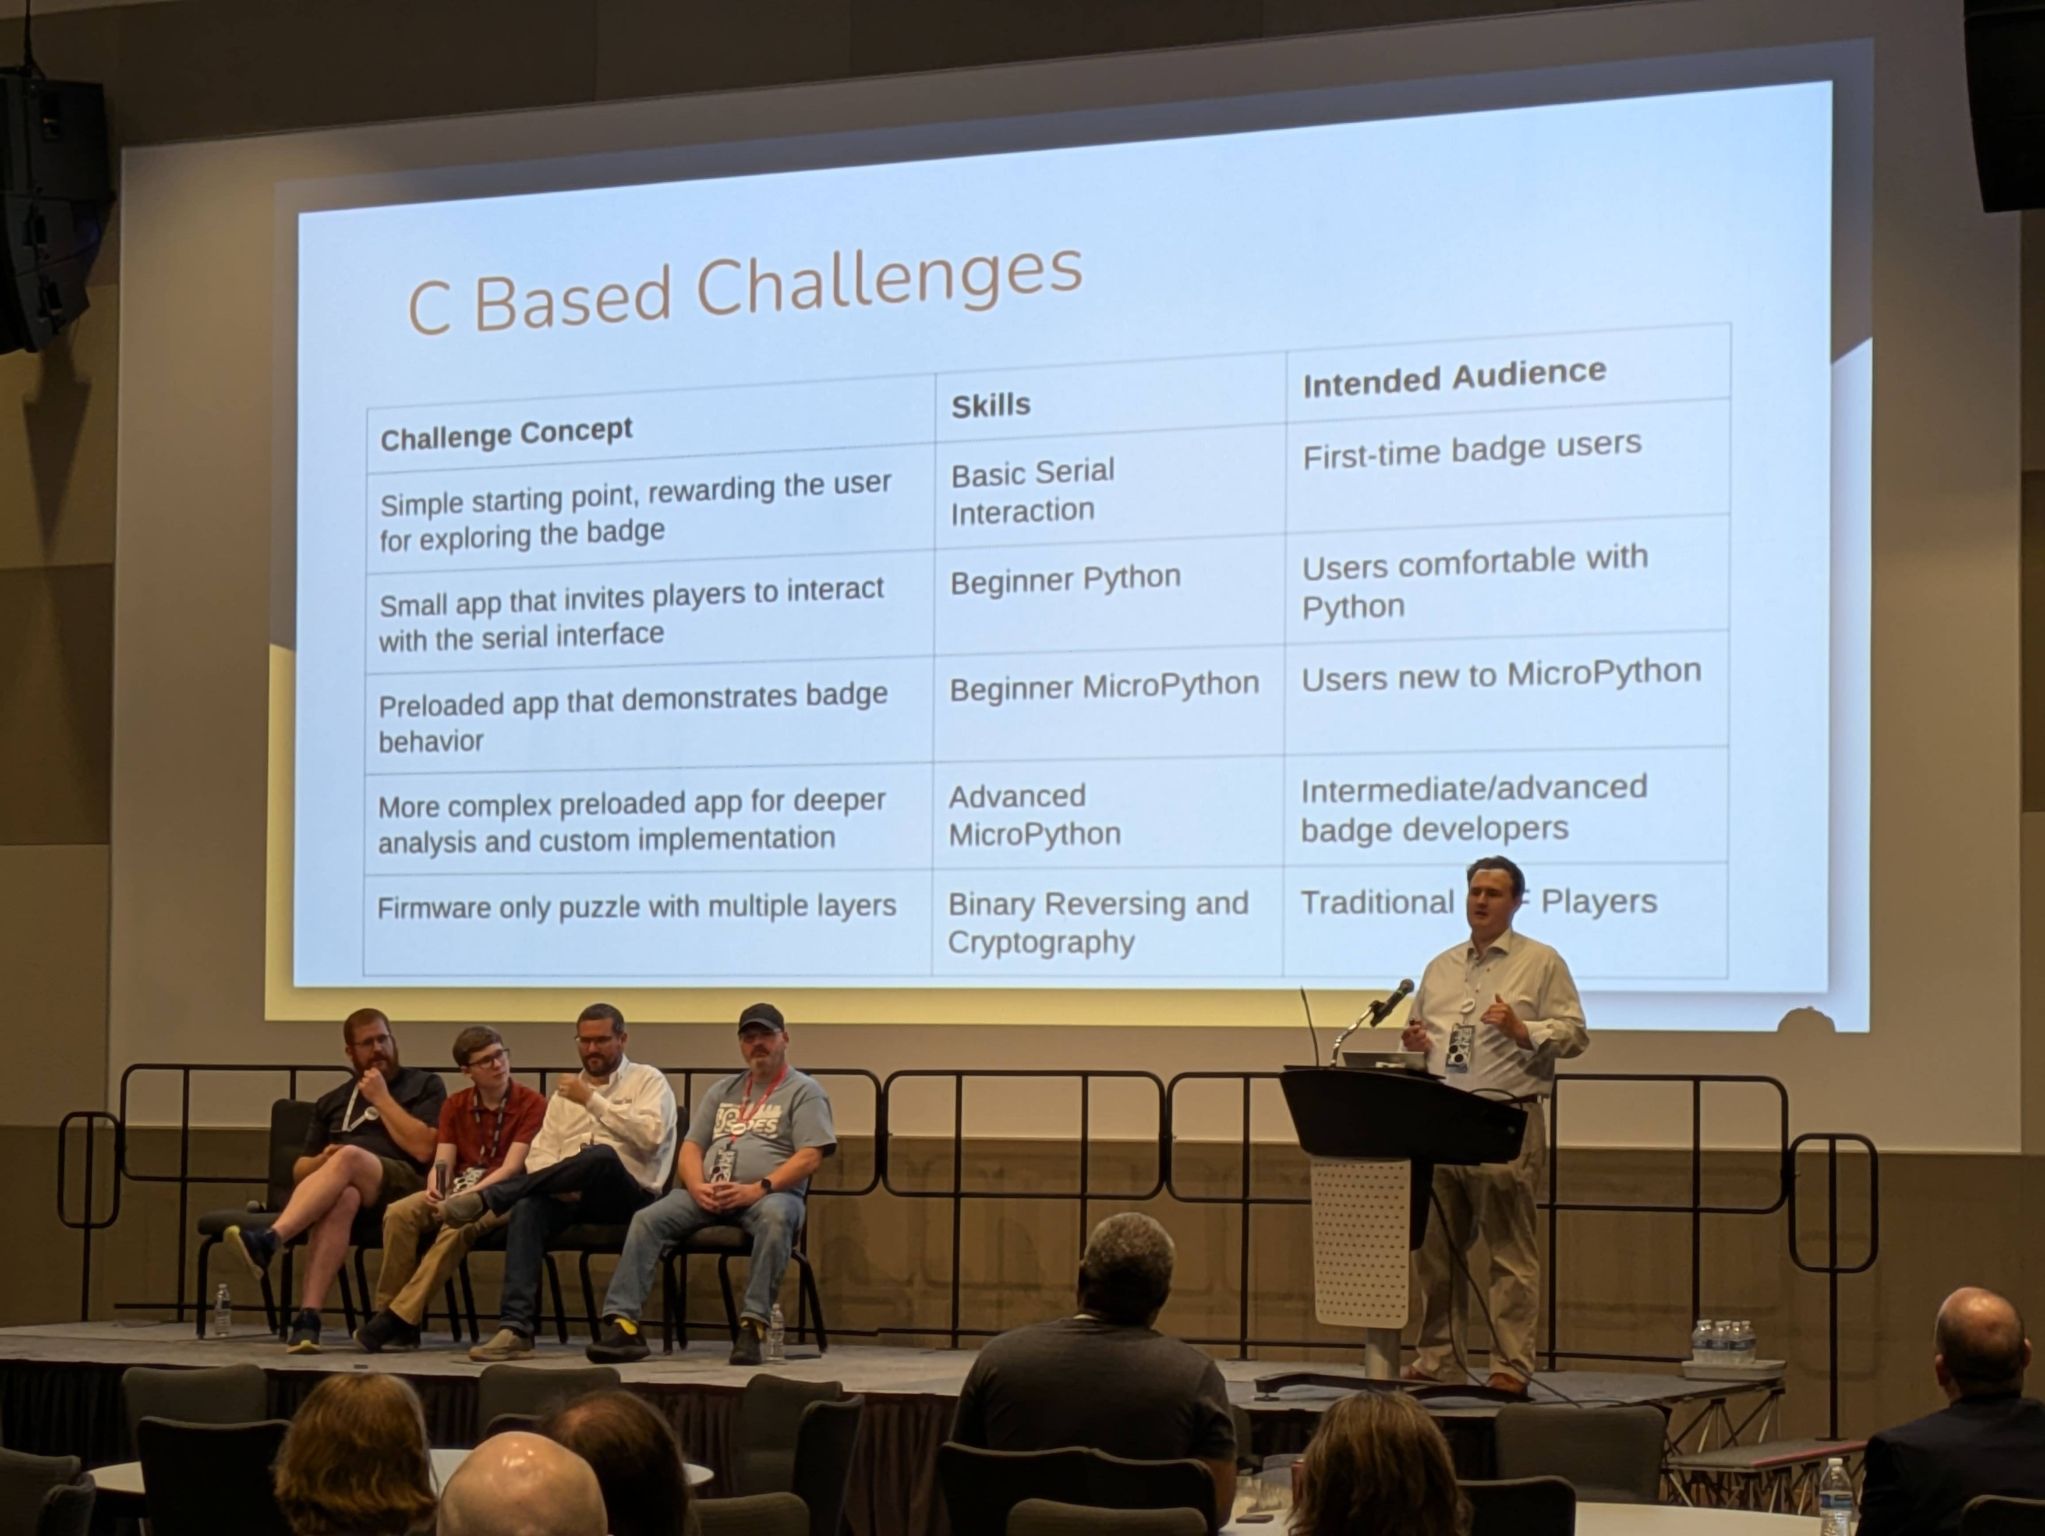 C Based Challenges
Challenge Concept
Skills
Intended Audience
Simple starting point, rewarding the user
for exploring the badge
Basic Serial
Interaction
First-time badge users
Small app that invites players to interact
with the serial interface
Beginner Python
Users comfortable with
Python
Preloaded app that demonstrates badge
behavior
Beginner MicroPython
Users new to MicroPython
More complex preloaded app for deeper
analysis and custom implementation
Advanced
MicroPython
Intermediate/advanced
badge developers
Firmware only puzzle with multiple layers
Binary Reversing and
Cryptography
Traditional Players